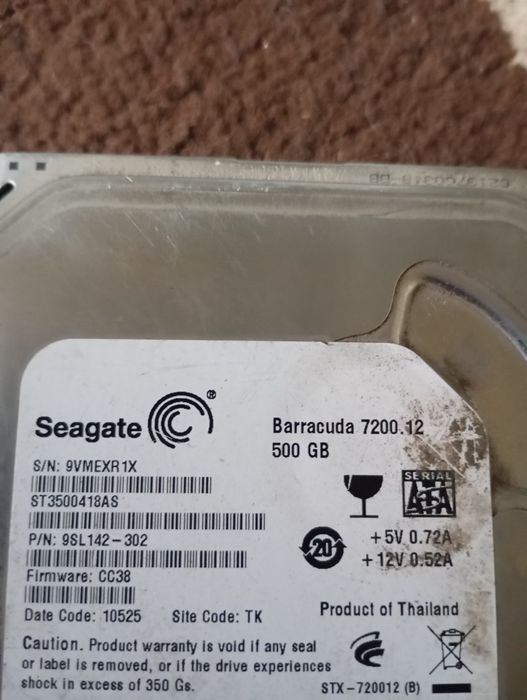 Seagate ®
Barracuda 7200.12
500 GB
S/N: 9VMEXR1X
ST3500418AS
P/N: 9SL142-302
Firmware: CC38
Date Code: 10525 Site Code: TK
SERIAL
ATA
20
+5V 0.72A
+12V 0.52A
Product of Thailand
Caution. Product warranty is void if any seal
or label is removed, or if the drive experiences
shock in excess of 350 Gs.
STX-720012 (B)